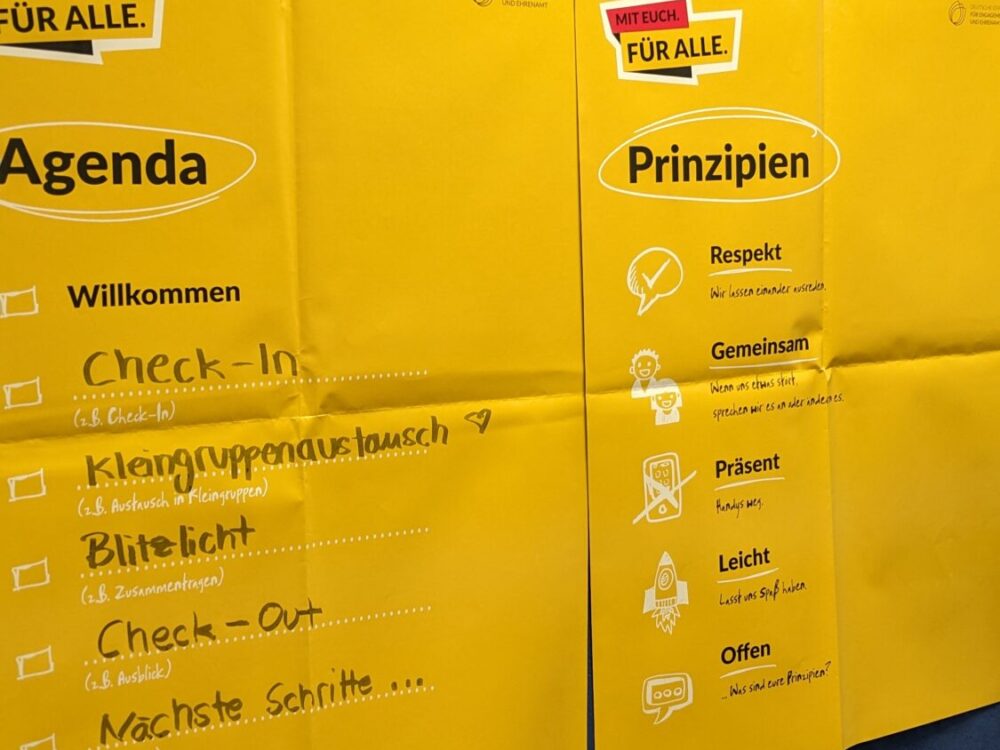 FÜR ALLE.
UND EHRENAMT
Agenda
Willkommen
Check-In
(z.B. Check-In)
Kleingruppenaustausch
(z.B. Austausch in Kleingruppen)
Blitzlicht
(z.B. Zusammentragen)
Check-Out
(z.B. Ausblick)
Nächste Schritte ...
MIT EUCH.
FÜR ALLE.
Prinzipien
Respekt
Wir lassen einander ausreden.
Gemeinsam
Wenn uns etwas stört,
sprechen wir es an oder ändern es.
Präsent
Handys weg.
Leicht
Lasst uns Spaß haben.
Offen
... Was sind eure Prinzipien?